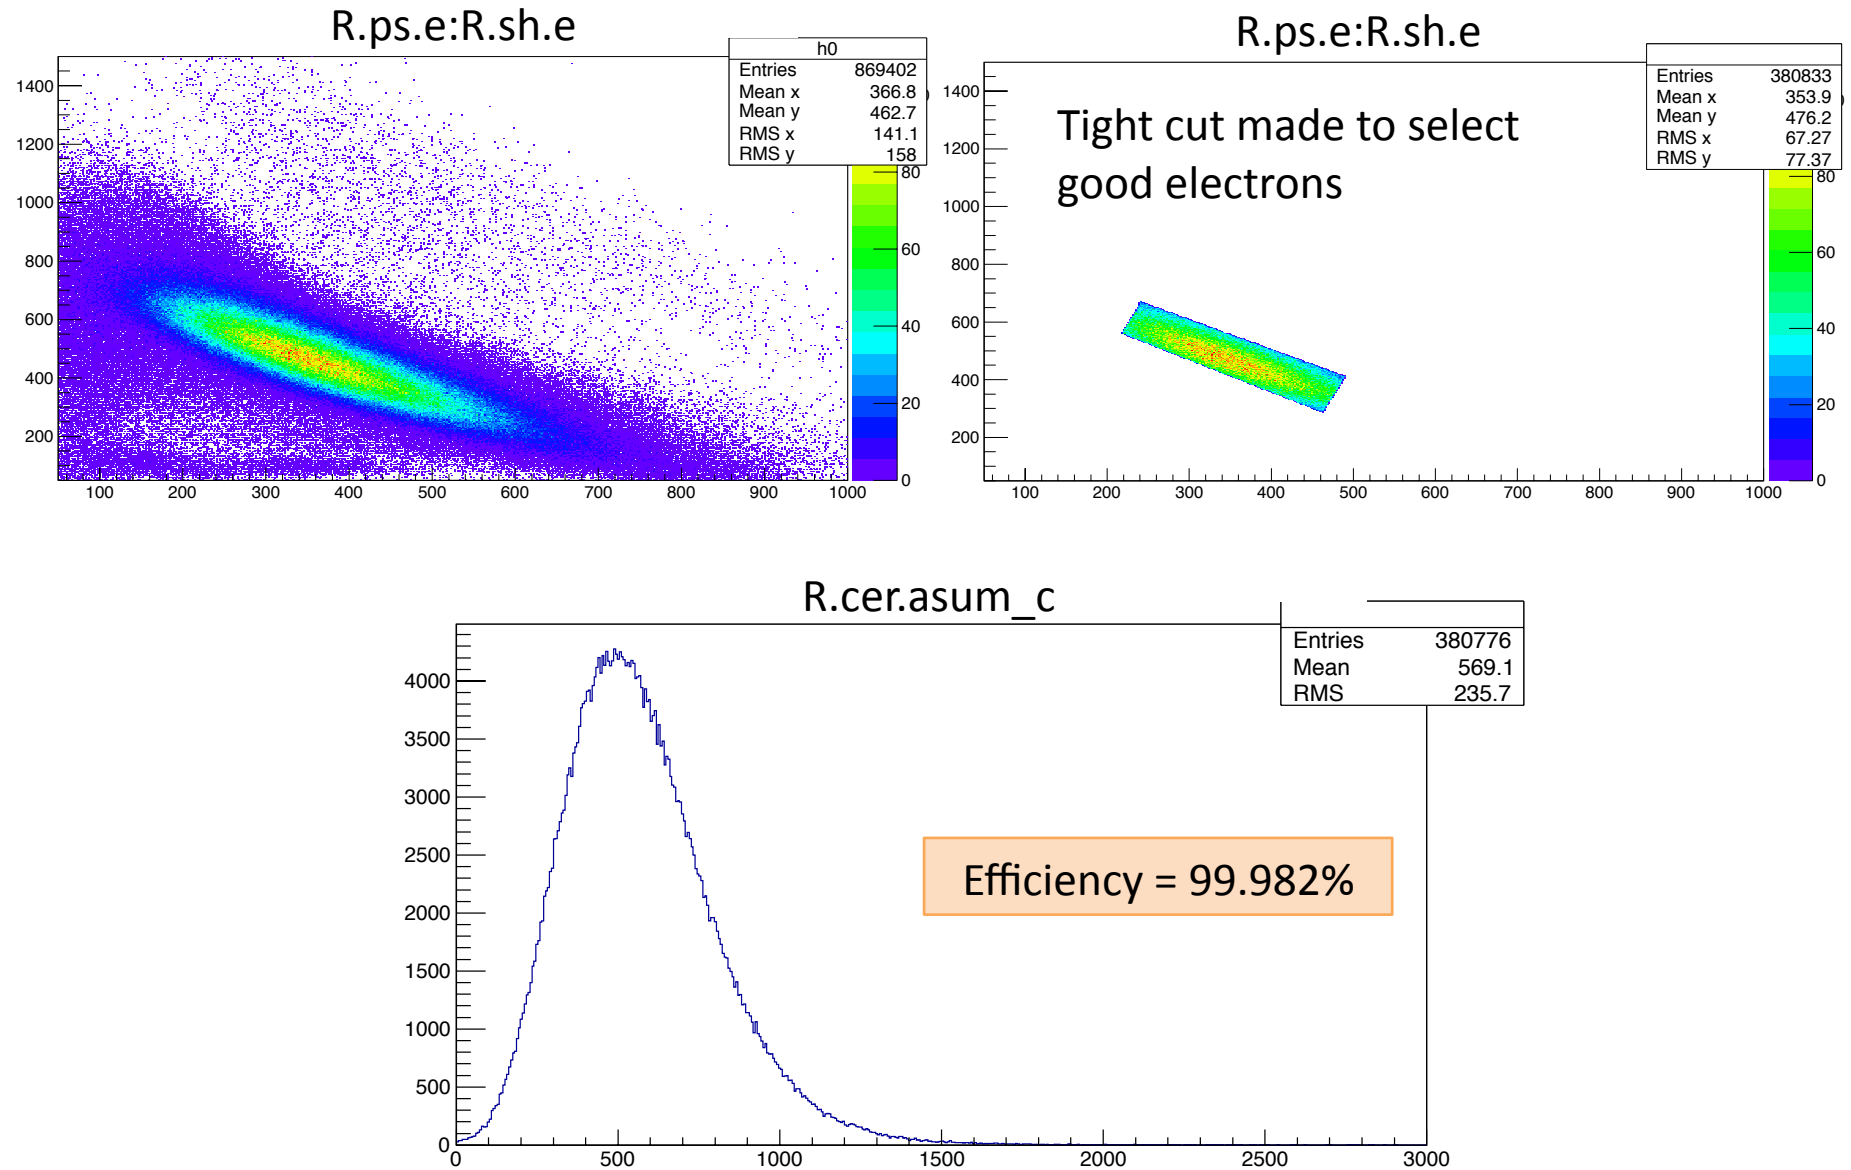 R.ps.e:R.sh.e
h0
Entries 869402
Mean x 366.8
Mean y 462.7
RMS x 141.1
RMS y 158
1400
1200
1000
800
600
400
200
100 200 300 400 500 600 700 800 900 1000
80
60
40
20
0
R.ps.e:R.sh.e
Entries 380833
Mean x 353.9
Mean y 476.2
RMS x 67.27
RMS y 77.37
Tight cut made to select
good electrons
1400
1200
1000
800
600
400
200
100 200 300 400 500 600 700 800 900 1000
80
60
40
20
0
R.cer.asum_c
Entries 380776
Mean 569.1
RMS 235.7
4000
3500
3000
2500
2000
1500
1000
500
0
Efficiency = 99.982%
0 500 1000 1500 2000 2500 3000